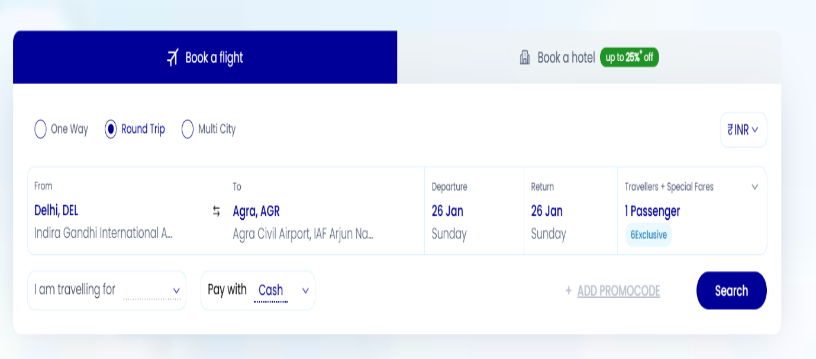 Book a flight
Book a hotel up to 25%* off
One Way Round Trip Multi City ₹ INR
From To Departure Return Travellers + Special Fares
Delhi, DEL Agra, AGR 26 Jan 26 Jan 1 Passenger
Indira Gandhi International A... Agra Civil Airport, IAF Arjun Na... Sunday Sunday 6Exclusive
I am travelling for Pay with Cash + ADD PROMOCODE Search